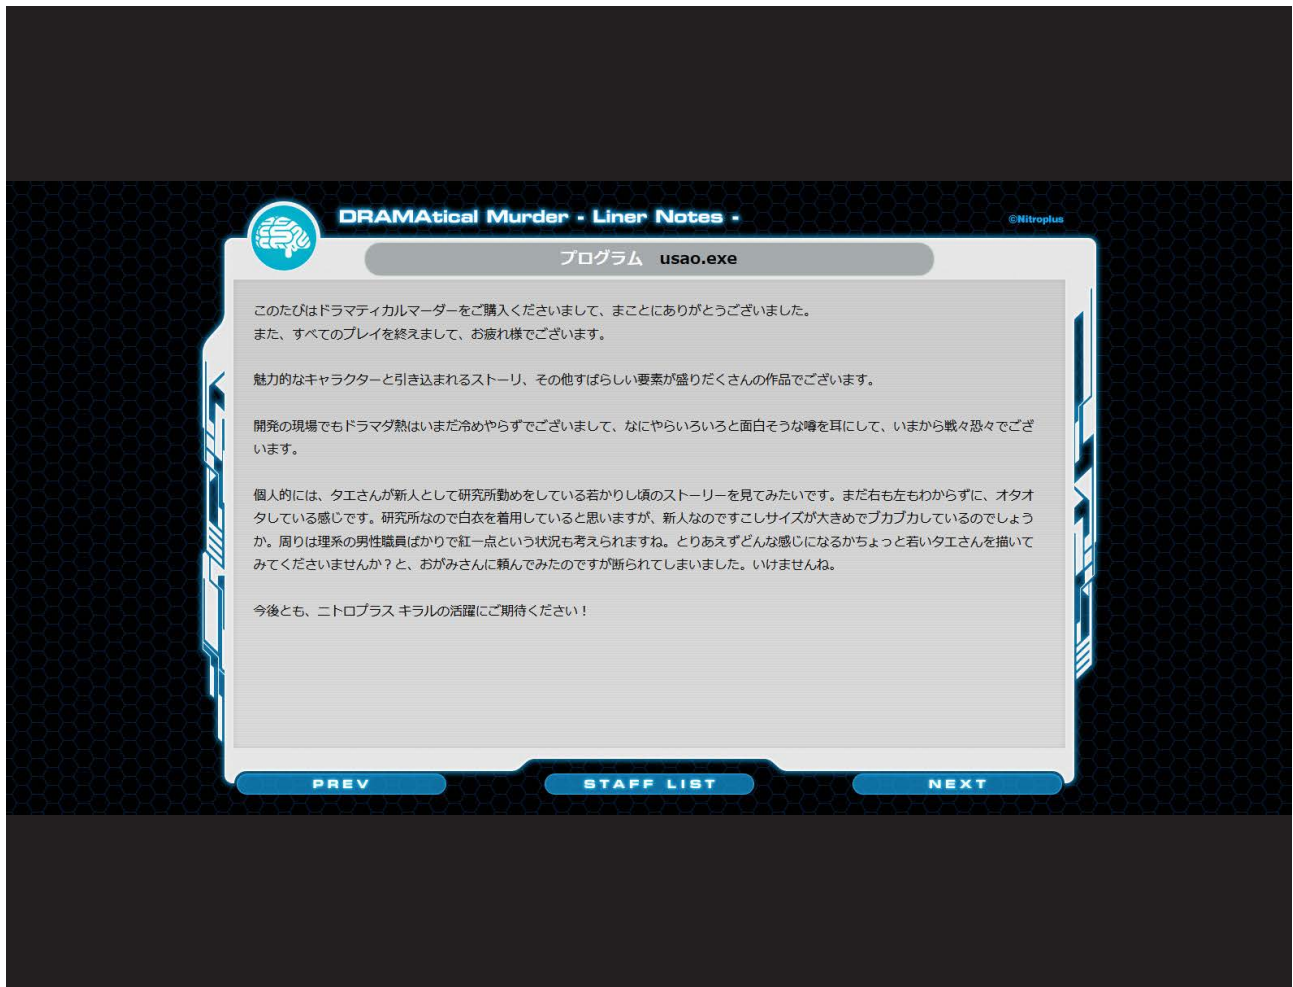 DRAMAtical Murder - Liner Notes -
©Nitroplus
プログラム usao.exe
このたびはドラマティカルマーダーをご購入くださいまして、まことにありがとうございました。
また、すべてのプレイを終えまして、お疲れ様でございます。
魅力的なキャラクターと引き込まれるストーリ、その他すばらしい要素が盛りだくさんの作品でございます。
開発の現場でもドラマダ熱はいまだ冷めやらずでございまして、なにやらいろいろと面白そうな噂を耳にして、いまから戦々恐々でござ
います。
個人的には、タエさんが新人として研究所勤めをしている若かりし頃のストーリーを見てみたいです。まだ右も左もわからずに、オタオ
タしている感じです。研究所なので白衣を着用していると思いますが、新人なのですこしサイズが大きめでブカブカしているのでしょう
か。周りは理系の男性職員ばかりで紅一点という状況も考えられますね。とりあえずどんな感じになるかちょっと若いタエさんを描いて
みてくださいませんか？と、おがみさんに頼んでみたのですが断られてしまいました。いけませんね。
今後とも、ニトロプラス キラルの活躍にご期待ください！
PREV
STAFF LIST
NEXT